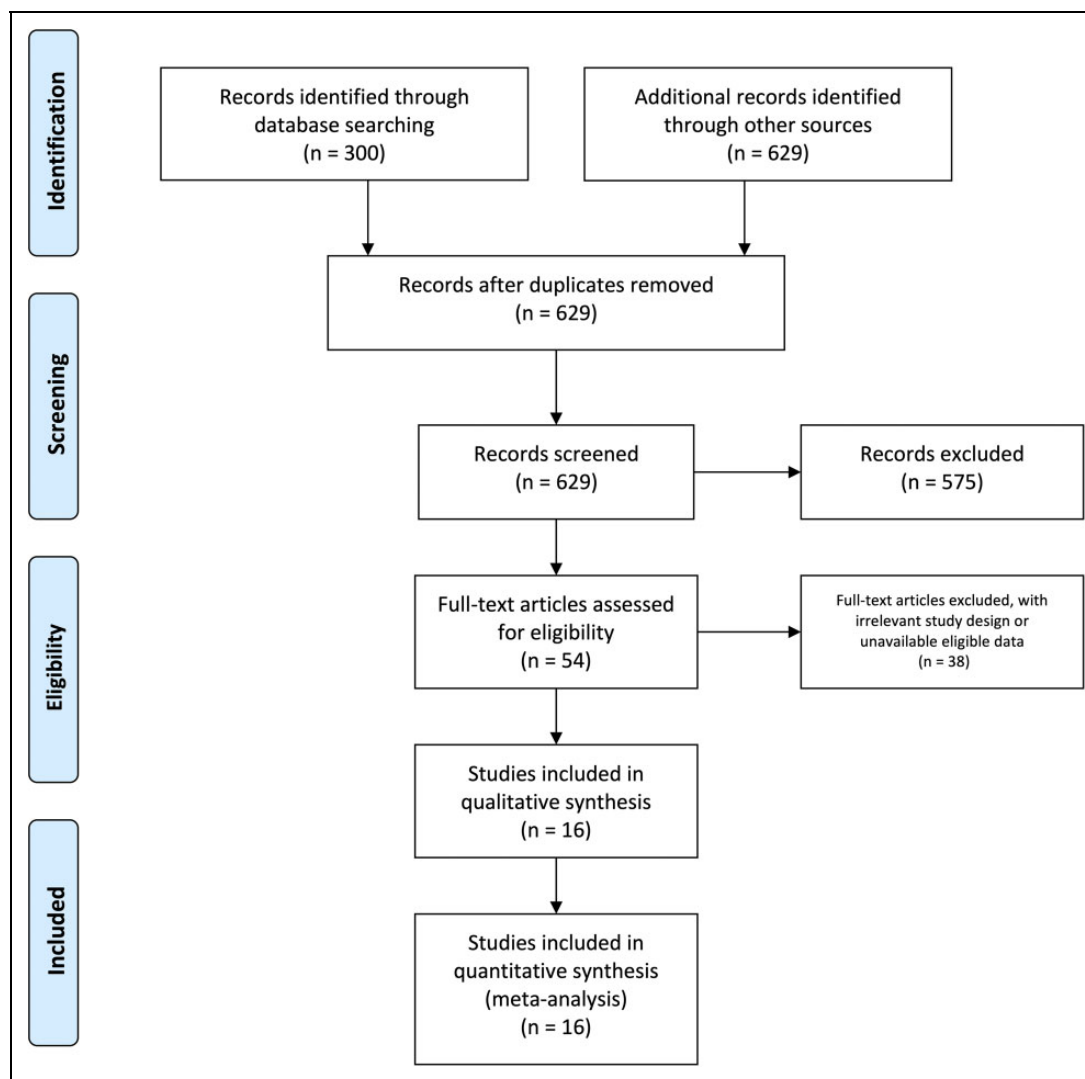 Identification
Records identified through
database searching
(n = 300)
Additional records identified
through other sources
(n = 629)
Records after duplicates removed
(n = 629)
Screening
Records screened
(n = 629)
Records excluded
(n = 575)
Eligibility
Full-text articles assessed
for eligibility
(n = 54)
Full-text articles excluded, with
irrelevant study design or
unavailable eligible data
(n = 38)
Studies included in
qualitative synthesis
(n = 16)
Included
Studies included in
quantitative synthesis
(meta-analysis)
(n = 16)